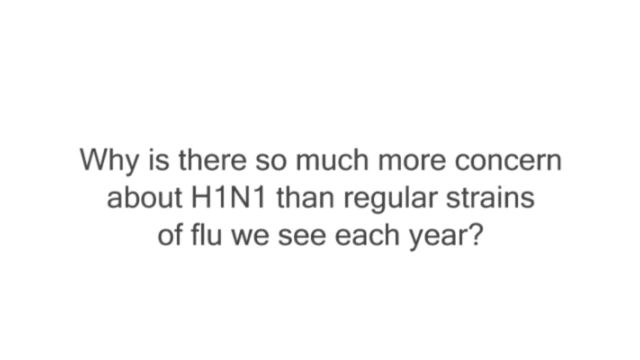 Why is there so much more concern
about H1N1 than regular strains
of flu we see each year?